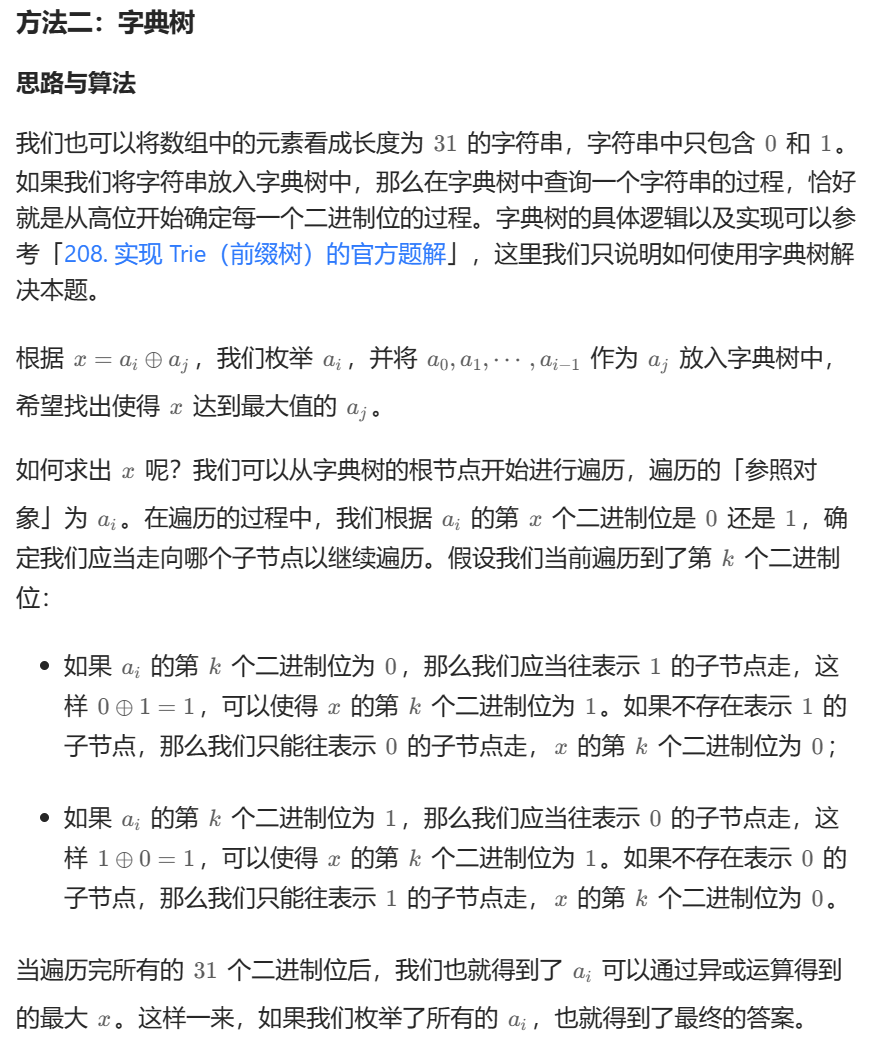 方法二：字典树
思路与算法
我们也可以将数组中的元素看成长度为 31 的字符串，字符串中只包含 0 和 1。
如果我们将字符串放入字典树中，那么在字典树中查询一个字符串的过程，恰好
就是从高位开始确定每一个二进制位的过程。字典树的具体逻辑以及实现可以参
考「208. 实现 Trie（前缀树）的官方题解」，这里我们只说明如何使用字典树解
决本题。
根据 x = a_i ⊕ a_j，我们枚举 a_i，并将 a_0, a_1, ⋯ , a_{i−1} 作为 a_j 放入字典树中，
希望找出使得 x 达到最大值的 a_j。
如何求出 x 呢？我们可以从字典树的根节点开始进行遍历，遍历的「参照对
象」为 a_i。在遍历的过程中，我们根据 a_i 的第 x 个二进制位是 0 还是 1，确
定我们应当走向哪个子节点以继续遍历。假设我们当前遍历到了第 k 个二进制
位：
• 如果 a_i 的第 k 个二进制位为 0，那么我们应当往表示 1 的子节点走，这
样 0 ⊕ 1 = 1，可以使得 x 的第 k 个二进制位为 1。如果不存在表示 1 的
子节点，那么我们只能往表示 0 的子节点走，x 的第 k 个二进制位为 0；
• 如果 a_i 的第 k 个二进制位为 1，那么我们应当往表示 0 的子节点走，这
样 1 ⊕ 0 = 1，可以使得 x 的第 k 个二进制位为 1。如果不存在表示 0 的
子节点，那么我们只能往表示 1 的子节点走，x 的第 k 个二进制位为 0。
当遍历完所有的 31 个二进制位后，我们也就得到了 a_i 可以通过异或运算得到
的最大 x。这样一来，如果我们枚举了所有的 a_i，也就得到了最终的答案。